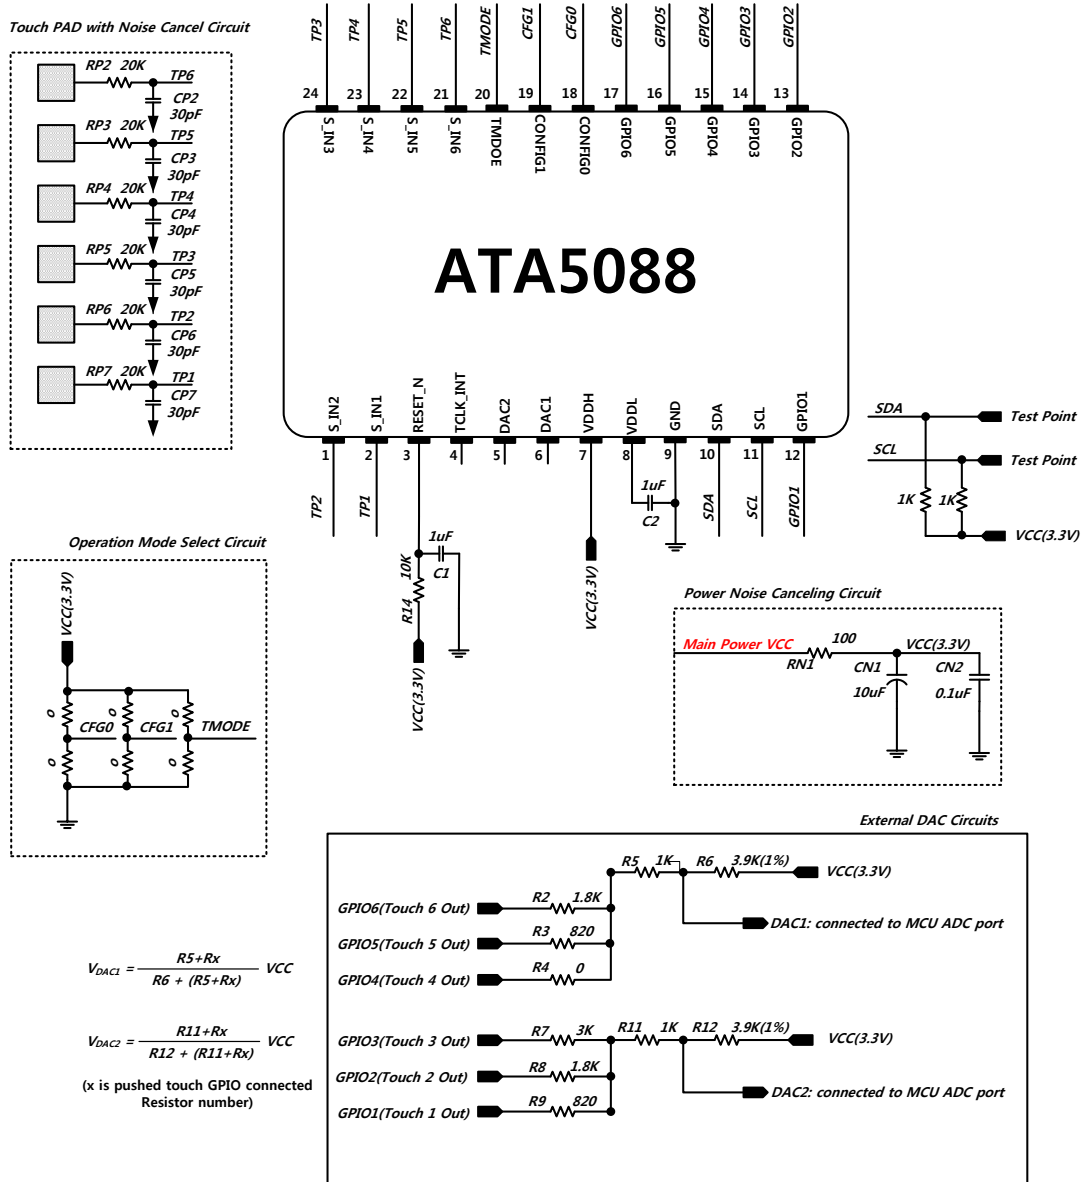 Touch PAD with Noise Cancel Circuit
RP2 20K TP6
CP2
30pF
RP3 20K TP5
CP3
30pF
RP4 20K TP4
CP4
30pF
RP5 20K TP3
CP5
30pF
RP6 20K TP2
CP6
30pF
RP7 20K TP1
CP7
30pF
TP3 TP4 TP5 TP6 TMODE CFG1 CFG0 GPIO6 GPIO5 GPIO4 GPIO3 GPIO2
24 23 22 21 20 19 18 17 16 15 14 13
S_IN3 S_IN4 S_IN5 S_IN6 TMDOE CONFIG1 CONFIG0 GPIO6 GPIO5 GPIO4 GPIO3 GPIO2
ATA5088
S_IN2 S_IN1 RESET_N TCLK_INT DAC2 DAC1 VDDH VDDL GND SDA SCL GPIO1
1 2 3 4 5 6 7 8 9 10 11 12
TP2 TP1 SDA SCL GPIO1
1uF
C2
1uF
C1
10K
R14
VCC(3.3V)
VCC(3.3V)
SDA Test Point
SCL Test Point
1K 1K
VCC(3.3V)
Operation Mode Select Circuit
VCC(3.3V)
0 0 0
CFG0 CFG1 TMODE
0 0 0
Power Noise Canceling Circuit
Main Power VCC 100 VCC(3.3V)
RN1 CN1 CN2
10uF 0.1uF
External DAC Circuits
R5 1K R6 3.9K(1%) VCC(3.3V)
GPIO6(Touch 6 Out) R2 1.8K
DAC1: connected to MCU ADC port
GPIO5(Touch 5 Out) R3 820
GPIO4(Touch 4 Out) R4 0
GPIO3(Touch 3 Out) R7 3K R11 1K R12 3.9K(1%) VCC(3.3V)
GPIO2(Touch 2 Out) R8 1.8K
DAC2: connected to MCU ADC port
GPIO1(Touch 1 Out) R9 820
R5+Rx
VDAC1 = VCC
R6 + (R5+Rx)
R11+Rx
VDAC2 = VCC
R12 + (R11+Rx)
(x is pushed touch GPIO connected
Resistor number)